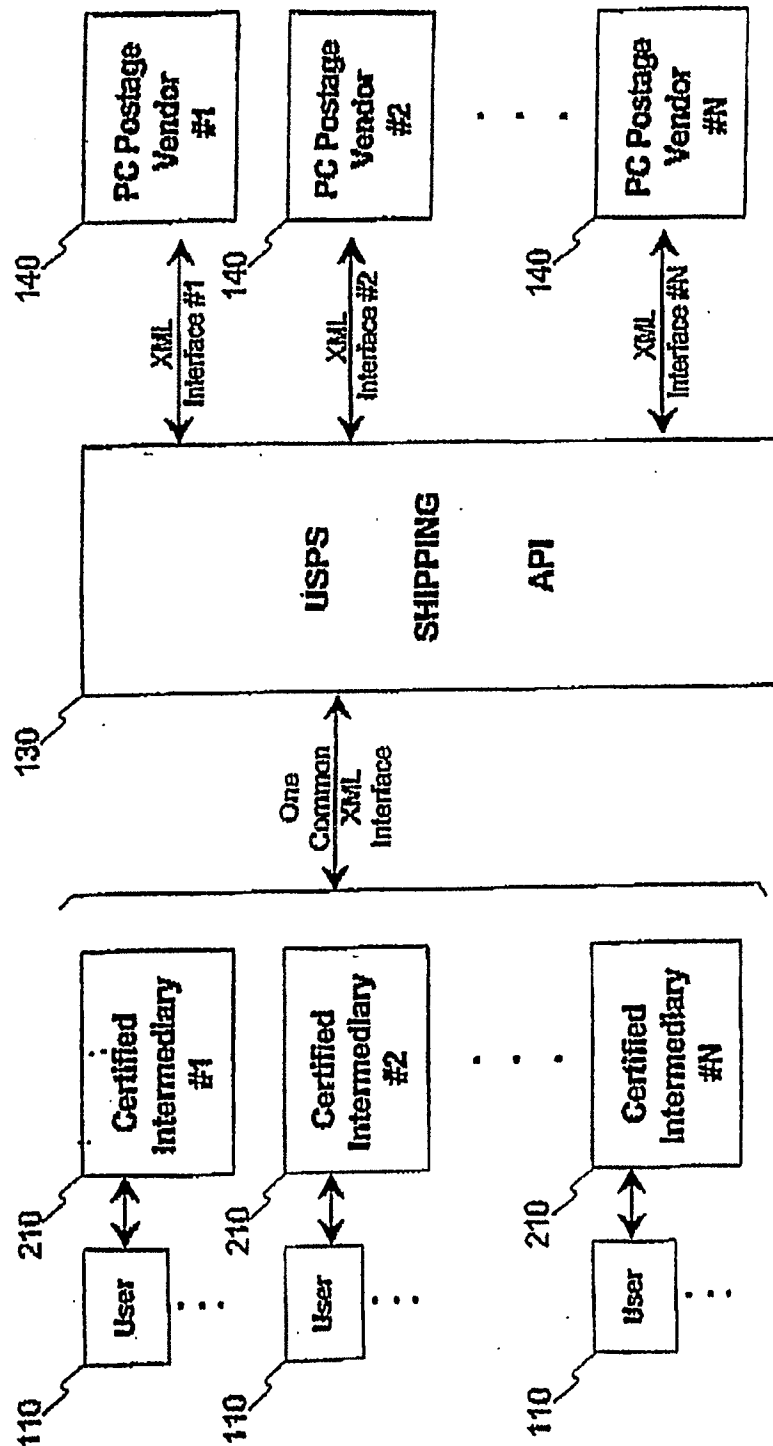 110
User
210
Certified
Intermediary
#1
110
User
210
Certified
Intermediary
#2
110
User
210
Certified
Intermediary
#N
One
Common
XML
Interface
130
USPS
SHIPPING
API
XML
Interface #1
140
PC Postage
Vendor
#1
XML
Interface #2
140
PC Postage
Vendor
#2
XML
Interface #N
140
PC Postage
Vendor
#N